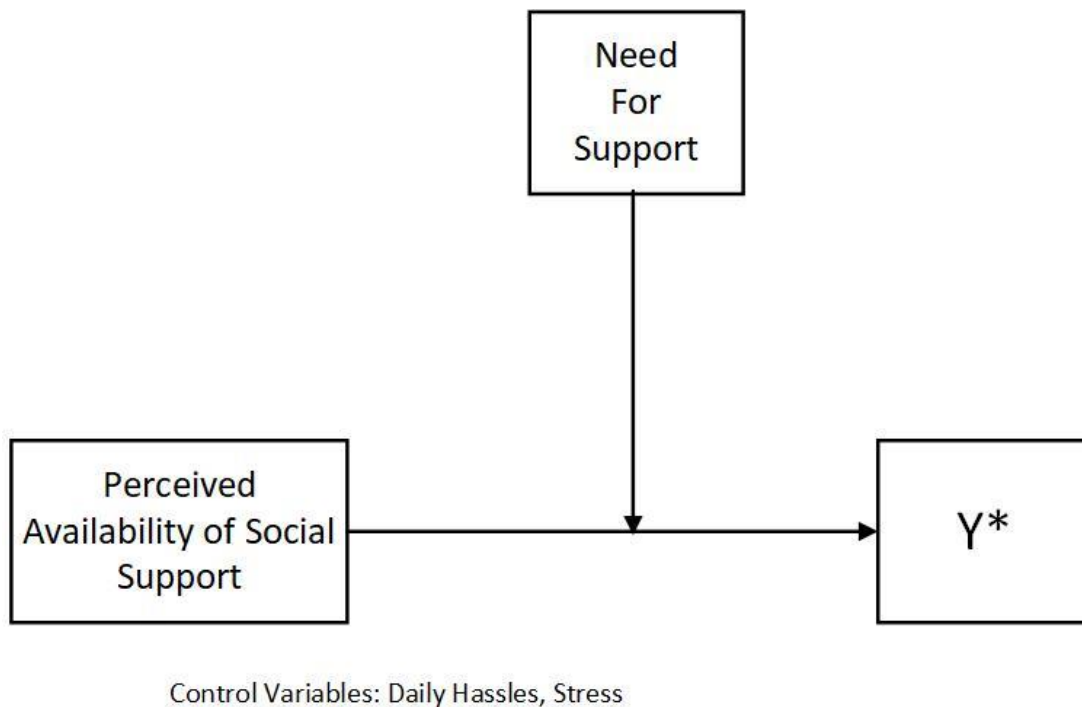 Need
For
Support
Perceived
Availability of Social
Support
Y*
Control Variables: Daily Hassles, Stress